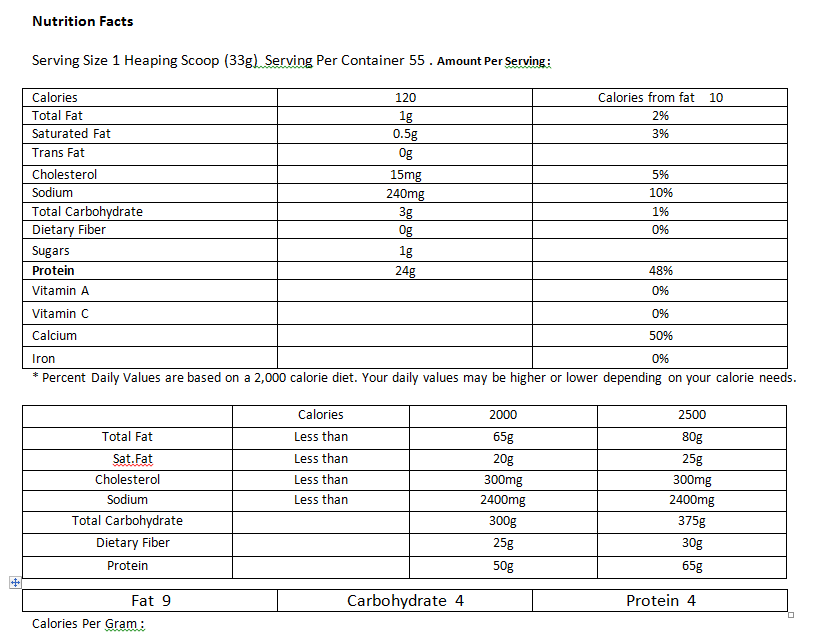 Nutrition Facts
Serving Size 1 Heaping Scoop (33g) Serving Per Container 55 . Amount Per Serving :
Calories 120 Calories from fat 10
Total Fat 1g 2%
Saturated Fat 0.5g 3%
Trans Fat 0g
Cholesterol 15mg 5%
Sodium 240mg 10%
Total Carbohydrate 3g 1%
Dietary Fiber 0g 0%
Sugars 1g
Protein 24g 48%
Vitamin A 0%
Vitamin C 0%
Calcium 50%
Iron 0%
* Percent Daily Values are based on a 2,000 calorie diet. Your daily values may be higher or lower depending on your calorie needs.
Calories 2000 2500
Total Fat Less than 65g 80g
Sat.Fat Less than 20g 25g
Cholesterol Less than 300mg 300mg
Sodium Less than 2400mg 2400mg
Total Carbohydrate 300g 375g
Dietary Fiber 25g 30g
Protein 50g 65g
Fat 9 Carbohydrate 4 Protein 4
Calories Per Gram :